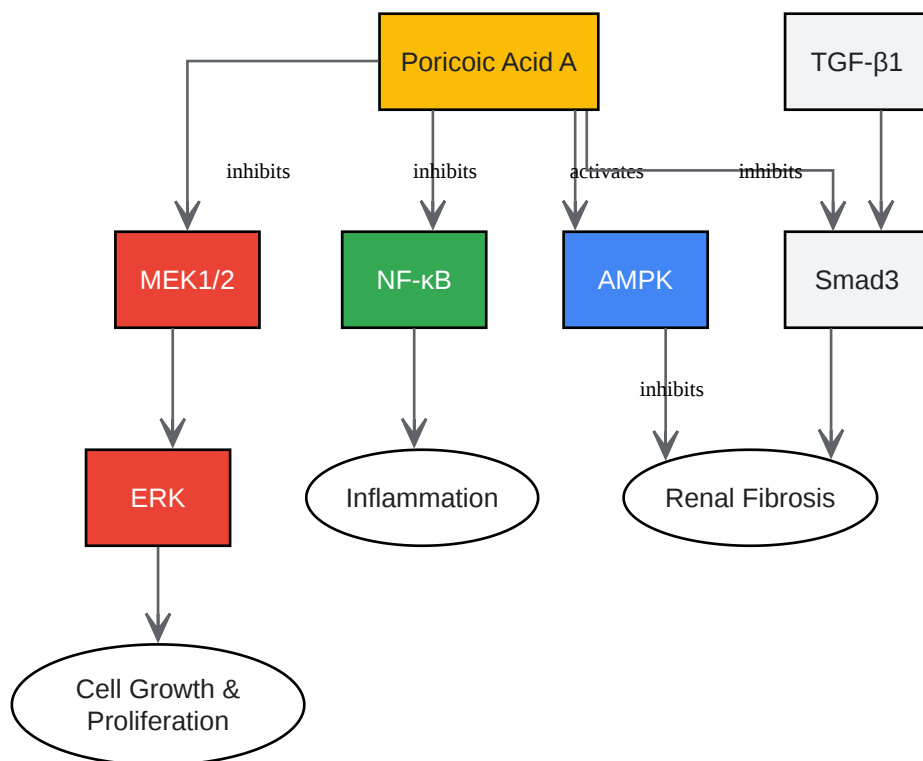 Poricoic Acid A
TGF-β1
inhibits
inhibits
activates
inhibits
MEK1/2
NF-κB
AMPK
Smad3
inhibits
ERK
Inflammation
Renal Fibrosis
Cell Growth &
Proliferation